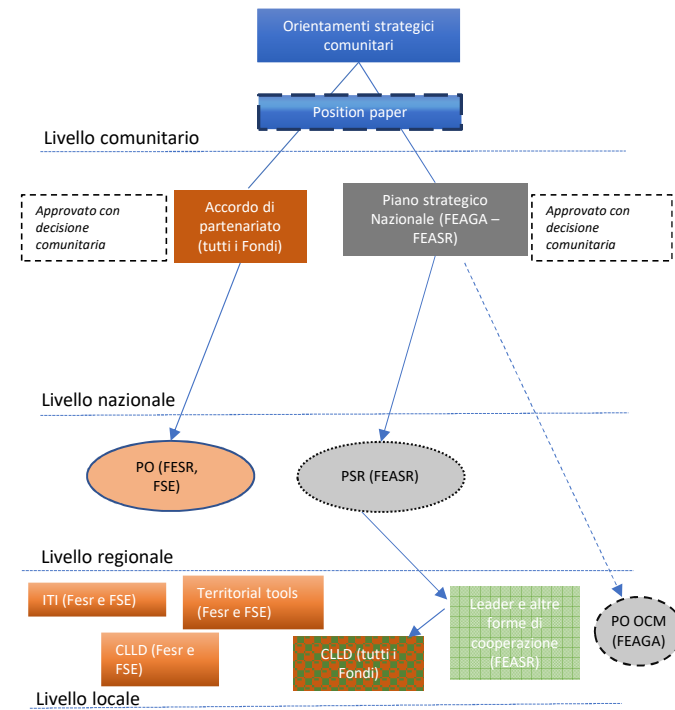 Orientamenti strategici
comunitari
Position paper
Livello comunitario
Approvato con
decisione
comunitaria
Accordo di
partenariato
(tutti i Fondi)
Piano strategico
Nazionale (FEAGA –
FEASR)
Approvato con
decisione
comunitaria
Livello nazionale
PO (FESR,
FSE)
PSR (FEASR)
Livello regionale
ITI (Fesr e FSE)
Territorial tools
(Fesr e FSE)
CLLD (Fesr e
FSE)
CLLD (tutti i
Fondi)
Leader e altre
forme di
cooperazione
(FEASR)
PO OCM
(FEAGA)
Livello locale